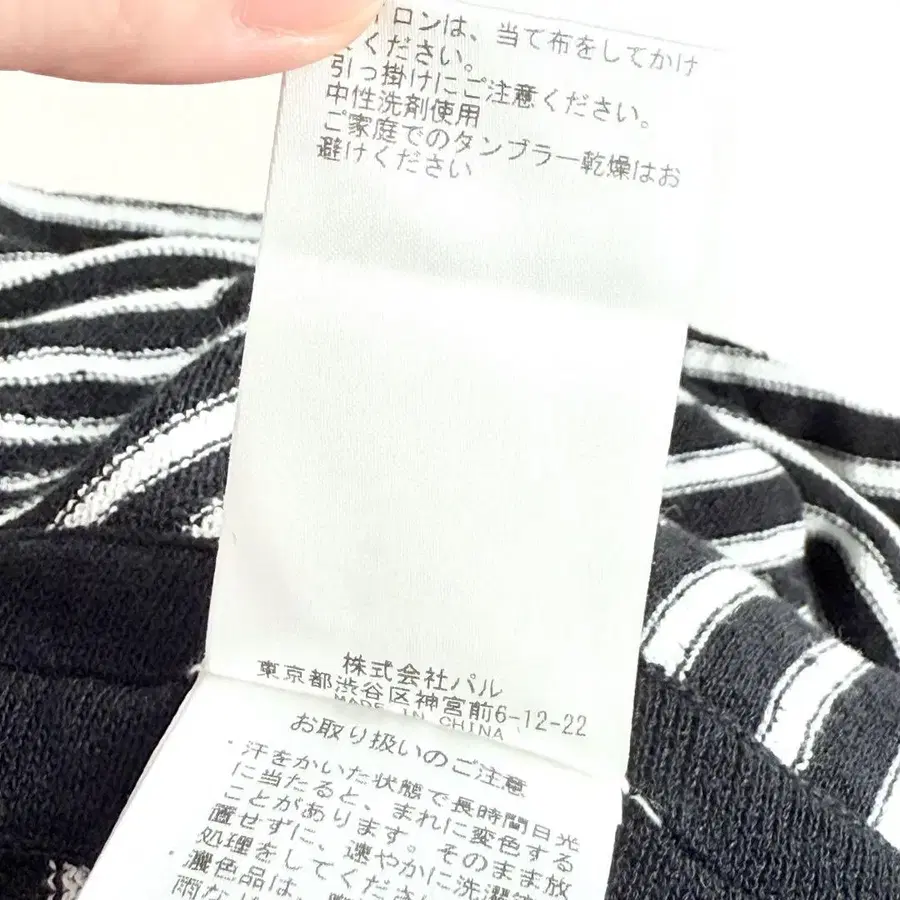 ロンは、当て布をしてかけ
ください。
引っ掛けにご注意ください。
中性洗剤使用
ご家庭でのタンブラー乾燥はお
避けください
株式会社パル
東京都渋谷区神宮前6-12-22
MADE IN CHINA
お取り扱いのご注意
・汗をかいた状態で長時間日光
に当たると、まれに変色する
ことがあります。そのまま放
置せずに、速やかに洗濯
処理をしてくださ
・濃色品は、
雨な